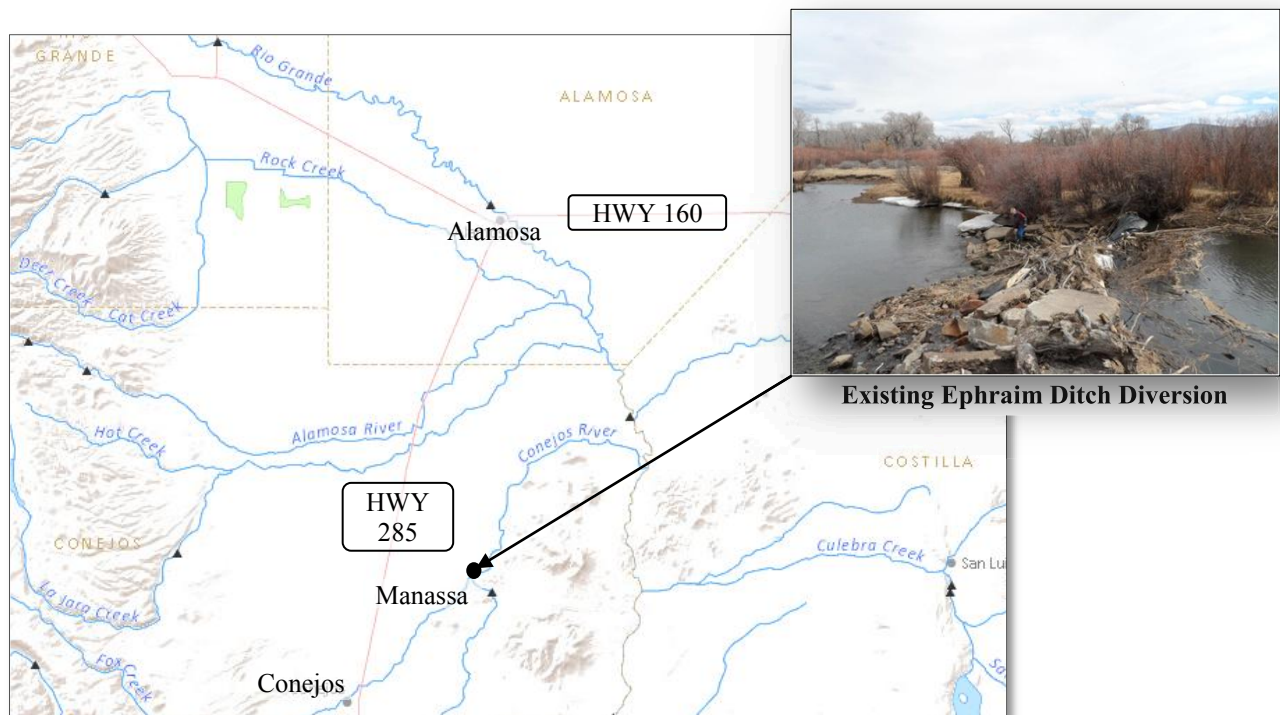 GRANDE
Rio Grande
ALAMOSA
Rock Creek
HWY 160
Alamosa
Deer Creek
Cat Creek
Existing Ephraim Ditch Diversion
Alamosa River
Hot Creek
Conejos River
COSTILLA
HWY
285
CONEJOS
Culebra Creek
San Lui
Manassa
La Jara Creek
Fox Creek
Conejos